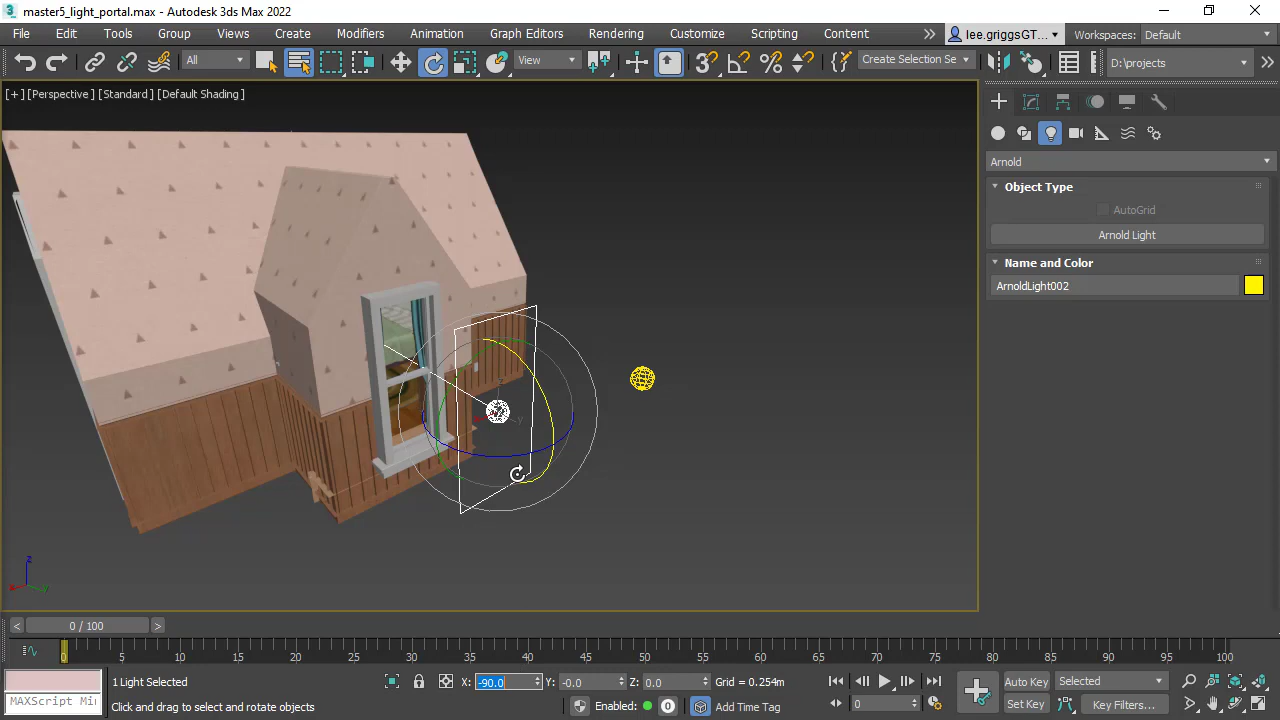 master5_light_portal.max - Autodesk 3ds Max 2022
File Edit Tools Group Views Create Modifiers Animation Graph Editors Rendering Customize Scripting Content lee.griggsGT... Workspaces: Default
All View Create Selection Se D:\projects
[+] [Perspective ] [Standard ] [Default Shading ]
Arnold
Object Type
AutoGrid
Arnold Light
Name and Color
ArnoldLight002
z
x
y
z
x
y
0 / 100
0 5 10 15 20 25 30 35 40 45 50 55 60 65 70 75 80 85 90 95 100
1 Light Selected X: -90.0 Y: -0.0 Z: 0.0 Grid = 0.254m Auto Key Selected
MAXScript Mi Click and drag to select and rotate objects Enabled: 0 Add Time Tag 0 Set Key Key Filters...